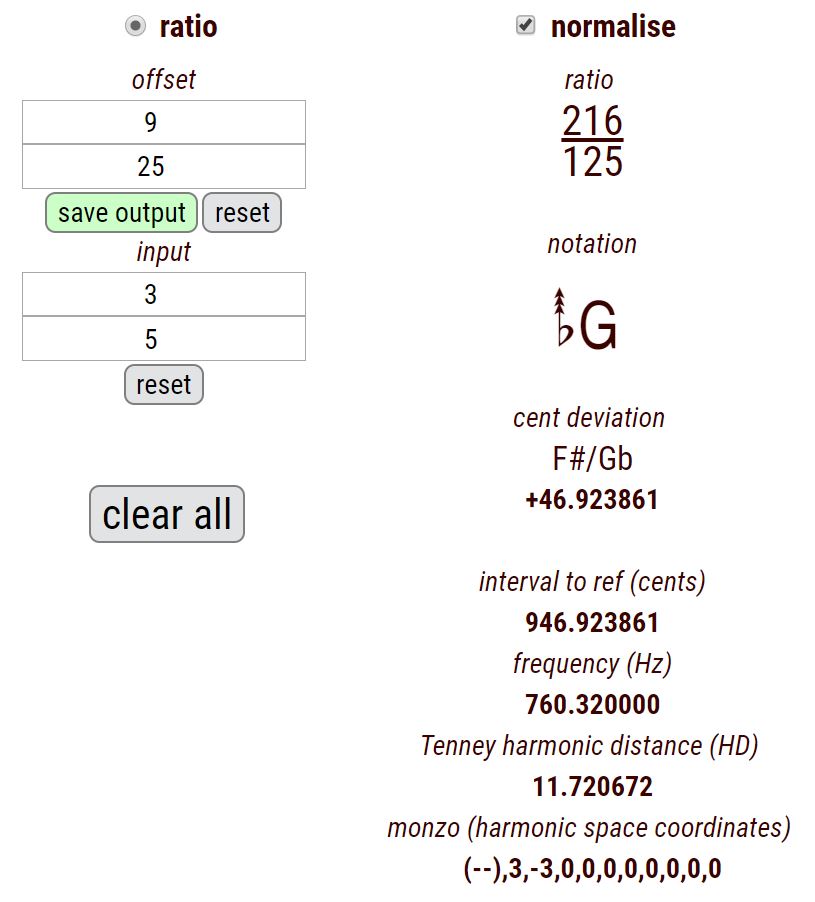 ratio
offset
9
25
save output reset
input
3
5
reset
clear all
normalise
ratio
216
125
notation
♭G
cent deviation
F#/Gb
+46.923861
interval to ref (cents)
946.923861
frequency (Hz)
760.320000
Tenney harmonic distance (HD)
11.720672
monzo (harmonic space coordinates)
(--),3,-3,0,0,0,0,0,0,0,0